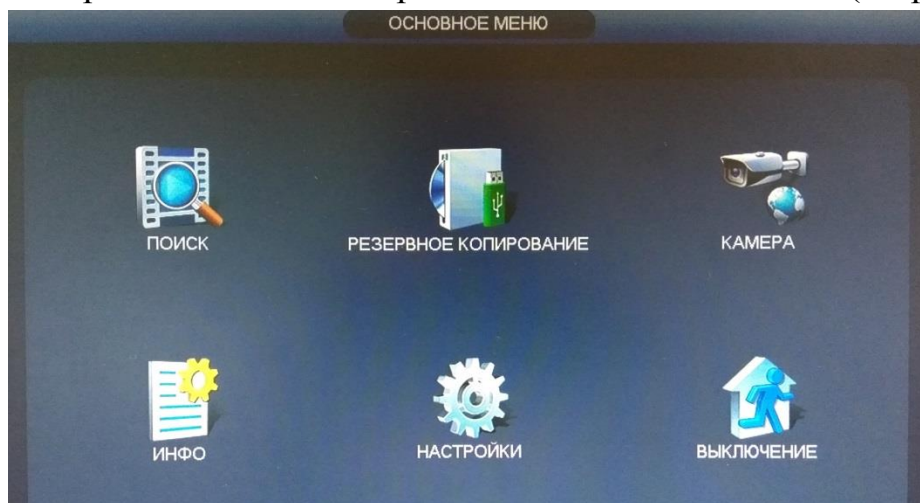 ОСНОВНОЕ МЕНЮ
ПОИСК
РЕЗЕРВНОЕ КОПИРОВАНИЕ
КАМЕРА
ИНФО
НАСТРОЙКИ
ВЫКЛЮЧЕНИЕ